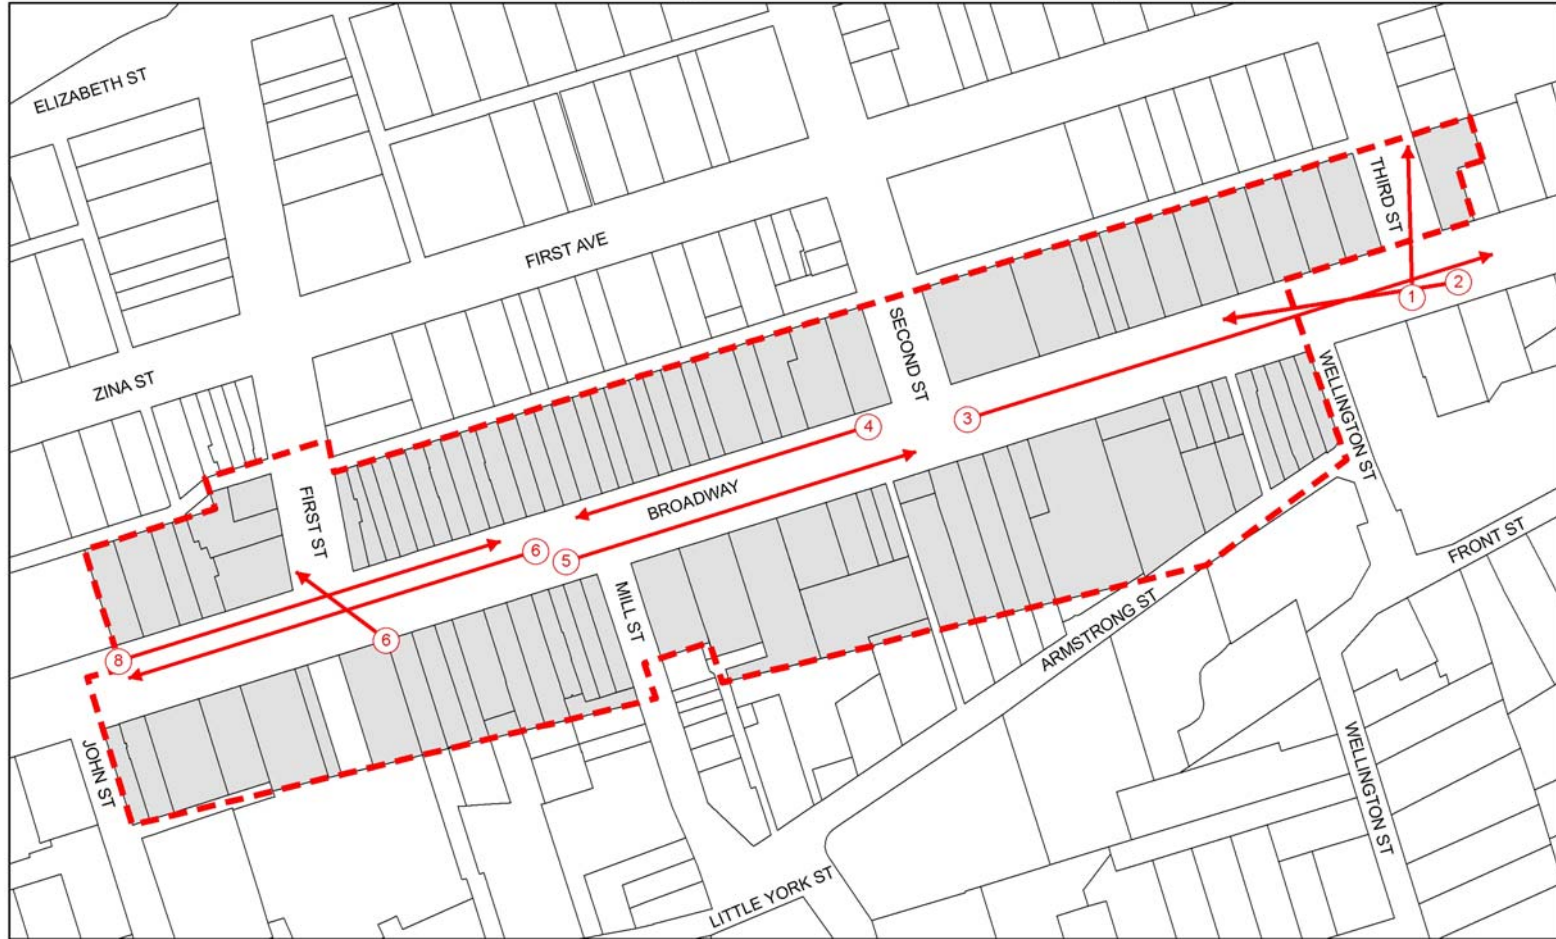 ELIZABETH ST
THIRD ST
FIRST AVE
2
1
SECOND ST
ZINA ST
WELLINGTON ST
3
4
BROADWAY
FIRST ST
6
5
FRONT ST
MILL ST
ARMSTRONG ST
6
8
JOHN ST
WELLINGTON ST
LITTLE YORK ST